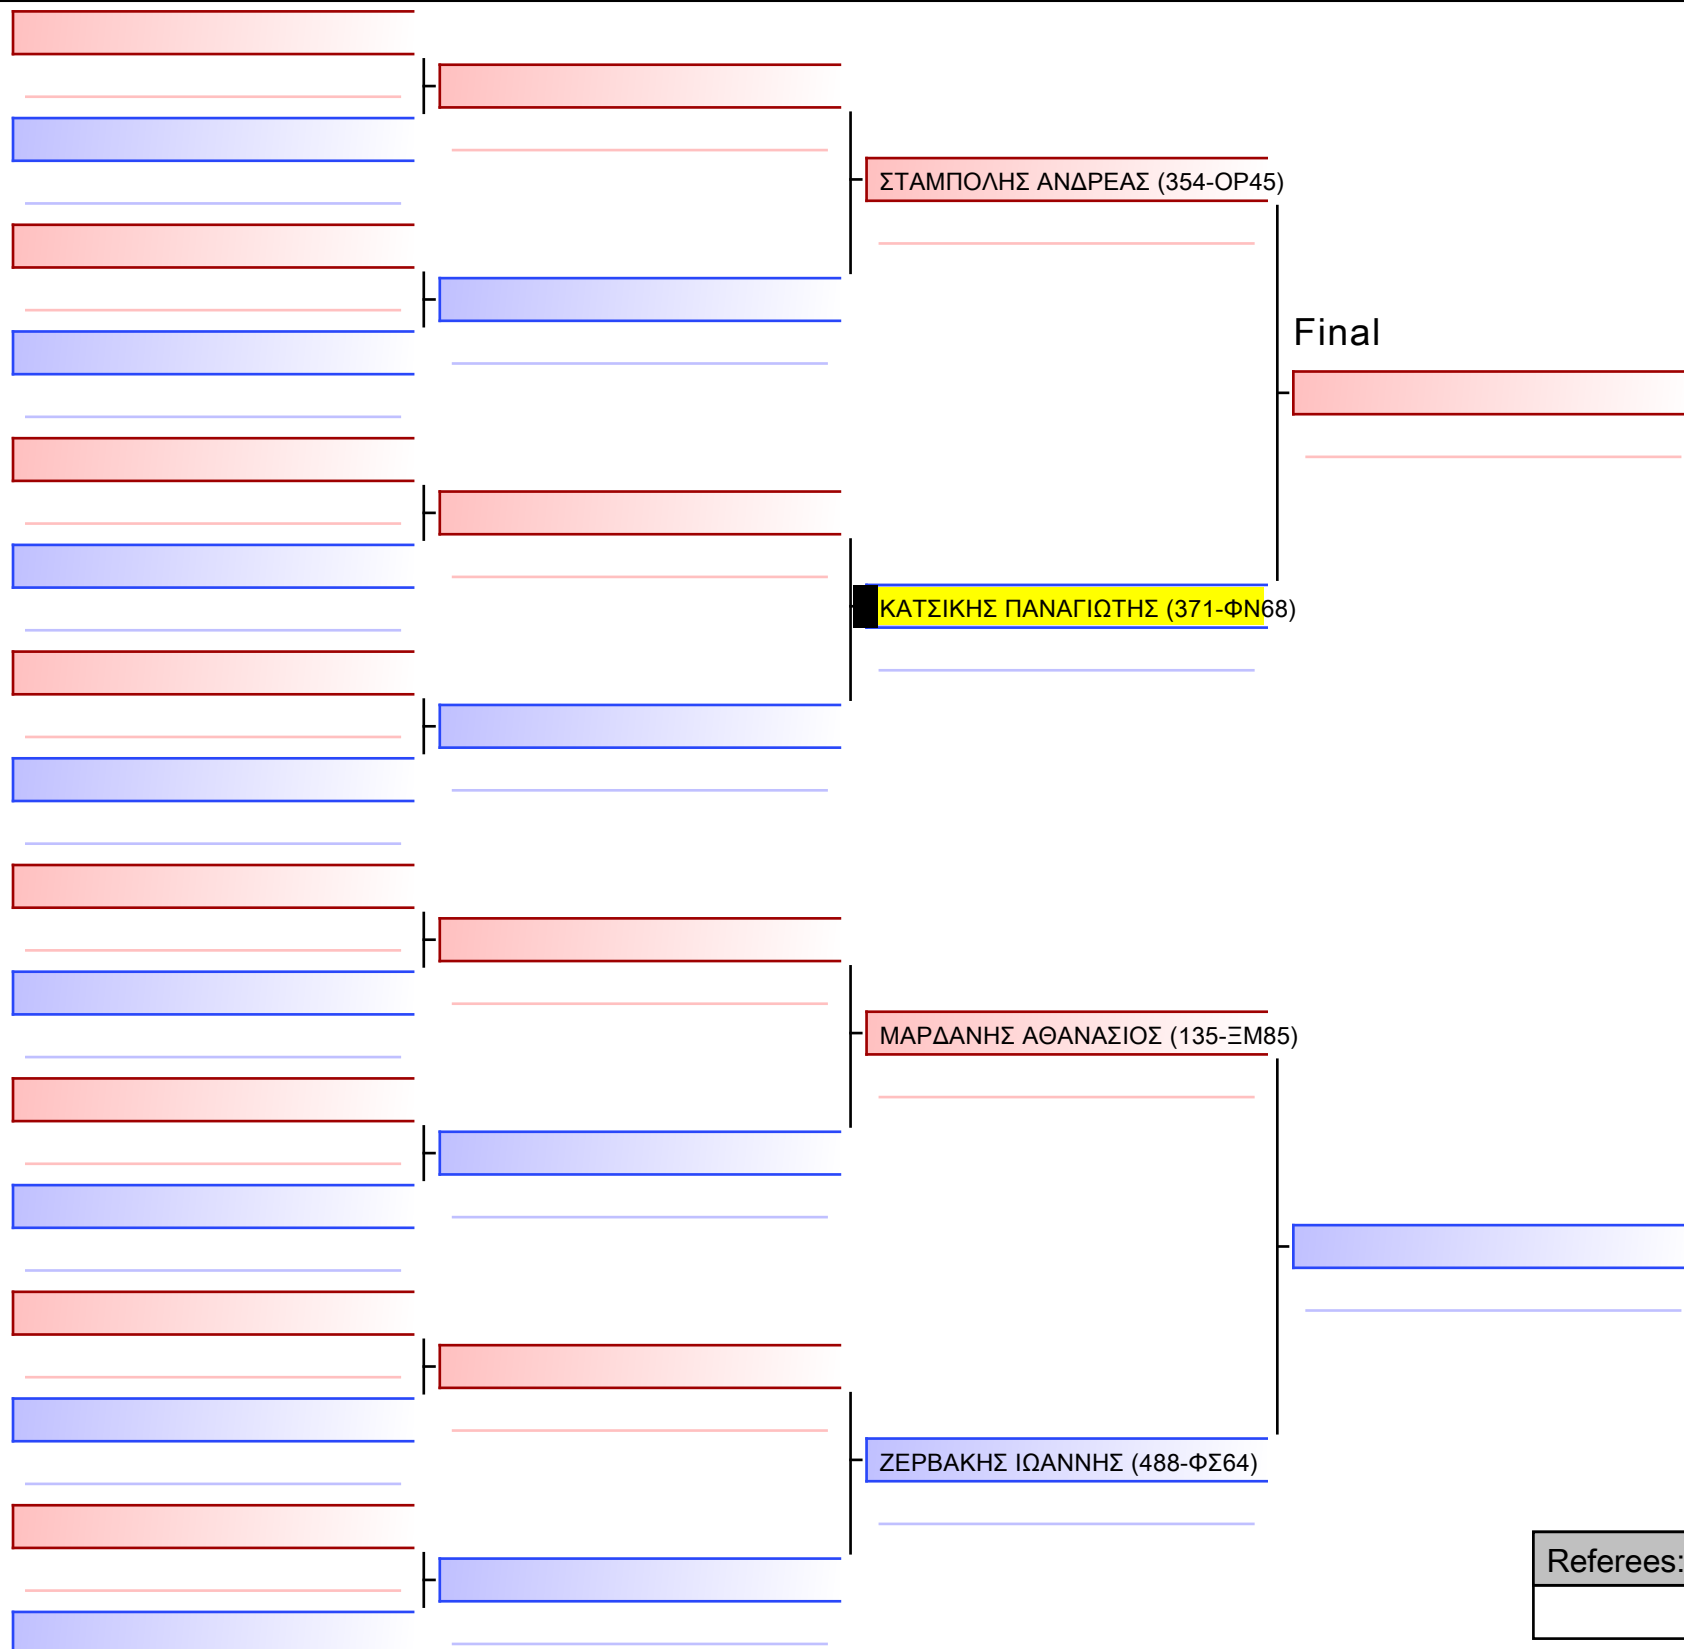 ΣΤΑΜΠΟΛΗΣ ΑΝΔΡΕΑΣ (354-ΟΡ45)
Final
ΚΑΤΣΙΚΗΣ ΠΑΝΑΓΙΩΤΗΣ (371-ΦΝ68)
ΜΑΡΔΑΝΗΣ ΑΘΑΝΑΣΙΟΣ (135-ΞΜ85)
ΖΕΡΒΑΚΗΣ ΙΩΑΝΝΗΣ (488-ΦΣ64)
Referees: